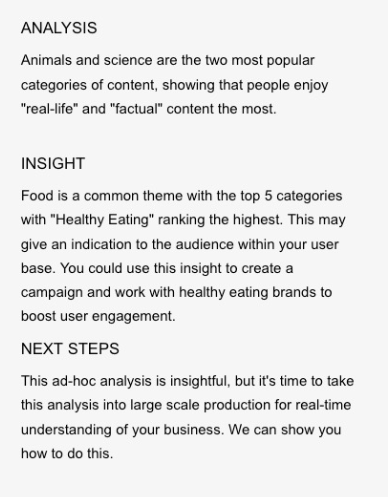 ANALYSIS
Animals and science are the two most popular
categories of content, showing that people enjoy
"real-life" and "factual" content the most.
INSIGHT
Food is a common theme with the top 5 categories
with "Healthy Eating" ranking the highest. This may
give an indication to the audience within your user
base. You could use this insight to create a
campaign and work with healthy eating brands to
boost user engagement.
NEXT STEPS
This ad-hoc analysis is insightful, but it's time to take
this analysis into large scale production for real-time
understanding of your business. We can show you
how to do this.